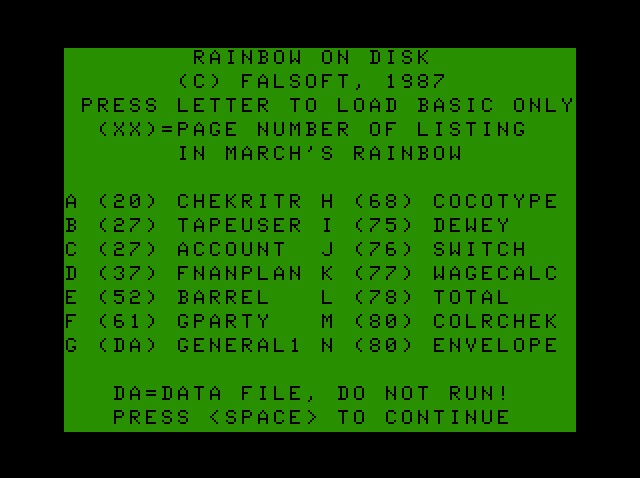 RAINBOW ON DISK
(C) FALSOFT, 1987
PRESS LETTER TO LOAD BASIC ONLY
(XX)=PAGE NUMBER OF LISTING
IN MARCH'S RAINBOW
A (20) CHEKRITR H (68) COCOTYPE
B (27) TAPEUSER I (75) DEWEY
C (27) ACCOUNT J (76) SWITCH
D (37) FNANPLAN K (77) WAGECALC
E (52) BARREL L (78) TOTAL
F (61) GPARTY M (80) COLRCHEK
G (DA) GENERAL1 N (80) ENVELOPE
DA=DATA FILE, DO NOT RUN!
PRESS <SPACE> TO CONTINUE